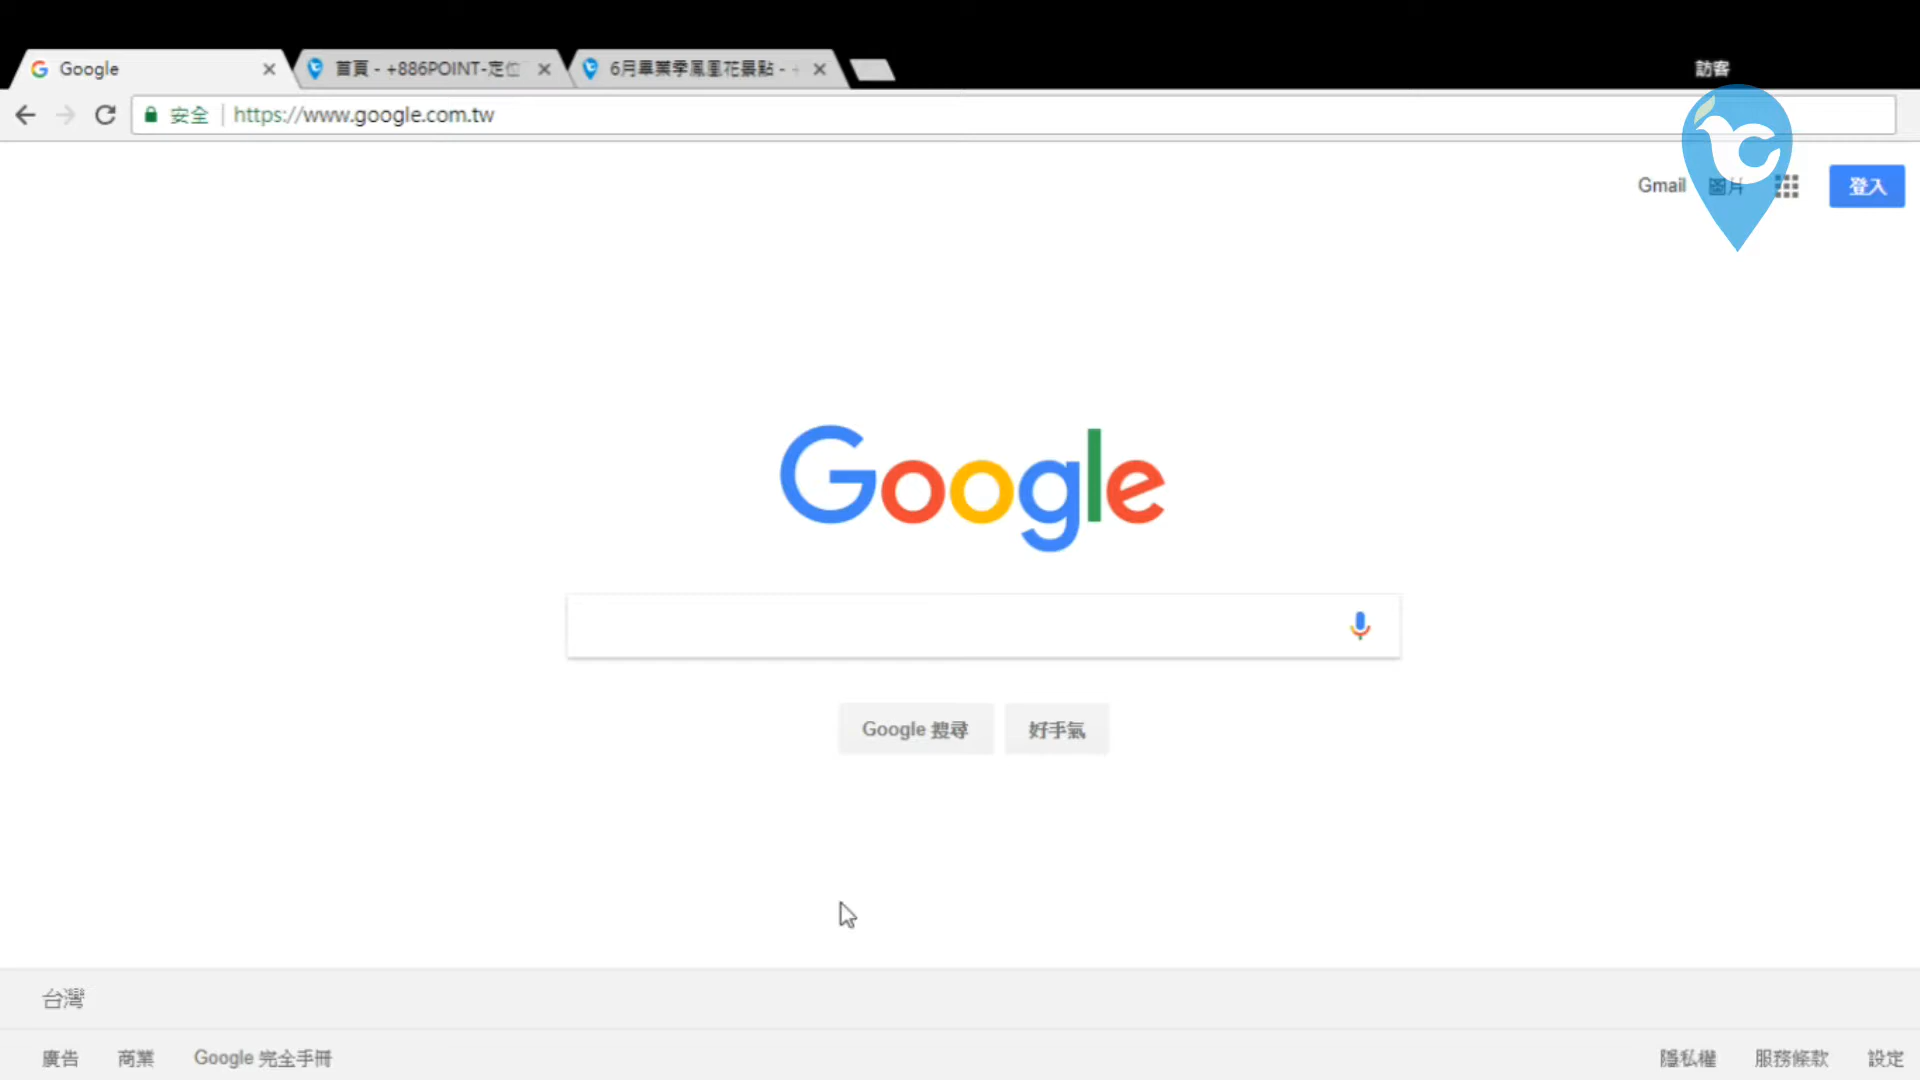 Google
首頁 - +886POINT-定位
6月畢業季鳳凰花景點 - +
訪客
安全
https://www.google.com.tw
Gmail
圖片
登入
Google
Google 搜尋
好手氣
台灣
廣告
商業
Google 完全手冊
隱私權
服務條款
設定